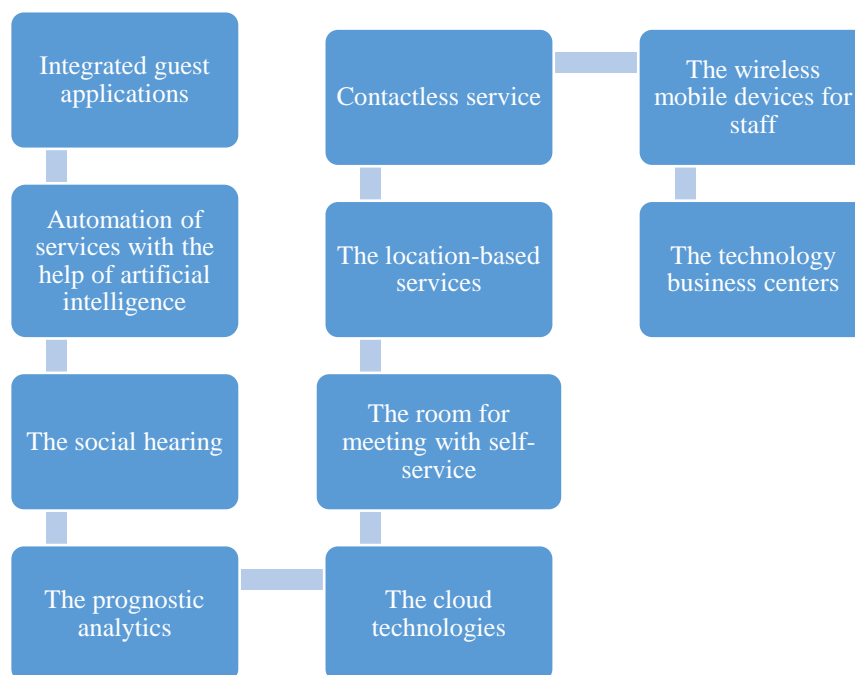 Integrated guest
applications
Automation of
services with the
help of artificial
intelligence
The social hearing
The prognostic
analytics
The cloud
technologies
The room for
meeting with self-
service
The location-based
services
Contactless service
The wireless
mobile devices for
staff
The technology
business centers